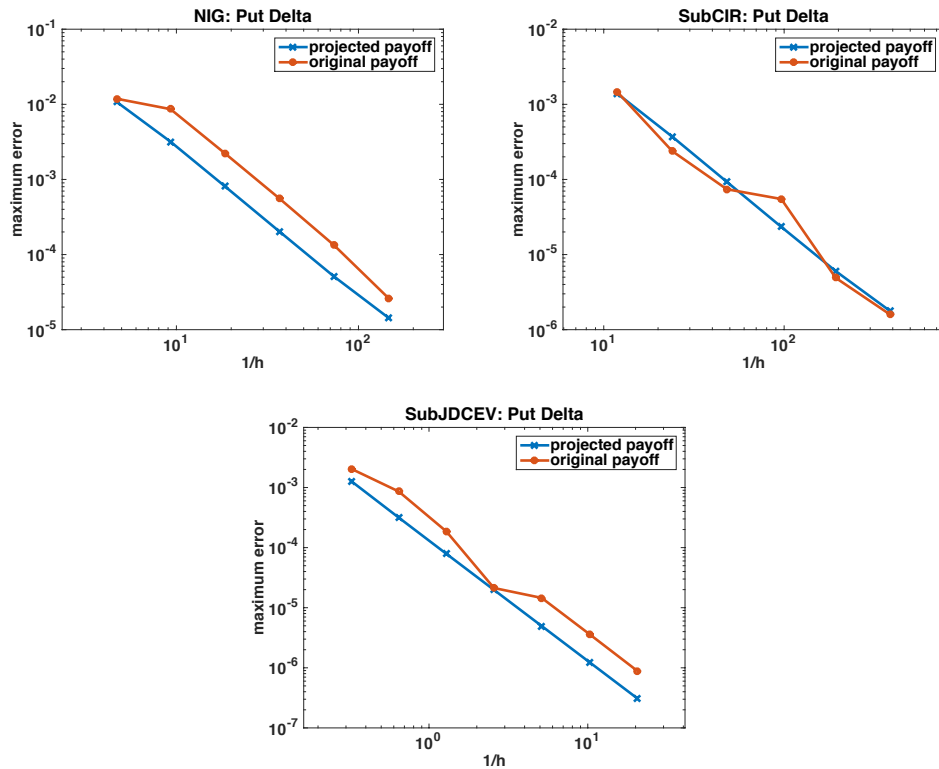 NIG: Put Delta
projected payoff
original payoff
maximum error
10^-1
10^-2
10^-3
10^-4
10^-5
10^1
10^2
1/h
SubCIR: Put Delta
projected payoff
original payoff
maximum error
10^-2
10^-3
10^-4
10^-5
10^-6
10^1
10^2
1/h
SubJDCEV: Put Delta
projected payoff
original payoff
maximum error
10^-2
10^-3
10^-4
10^-5
10^-6
10^-7
10^0
10^1
1/h